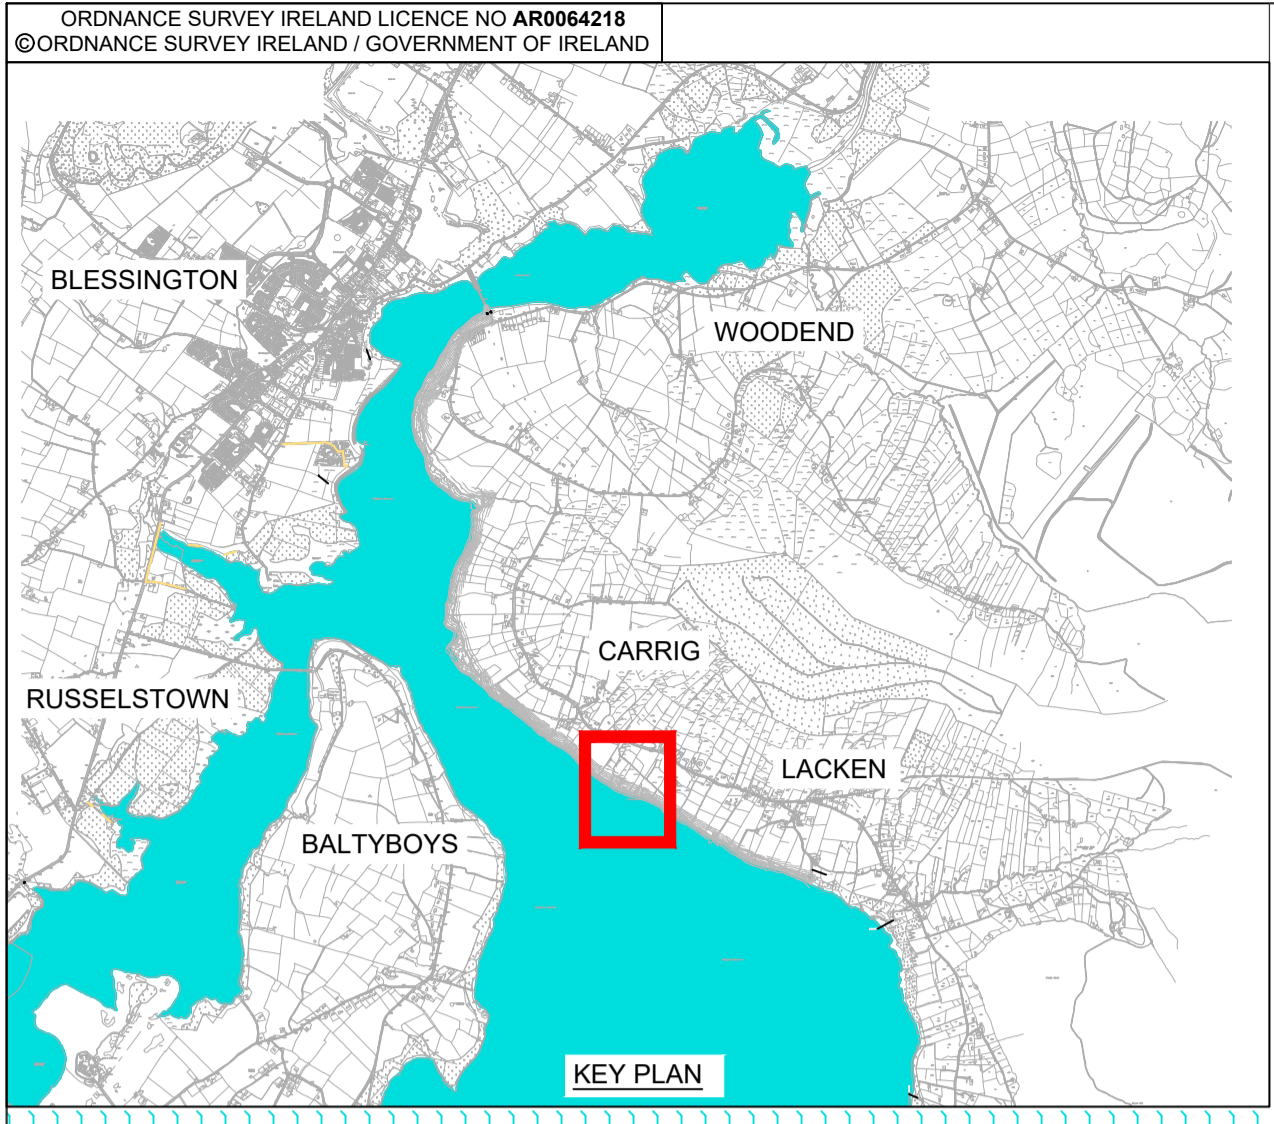 ORDNANCE SURVEY IRELAND LICENCE NO AR0064218
©ORDNANCE SURVEY IRELAND / GOVERNMENT OF IRELAND
BLESSINGTON
WOODEND
CARRIG
RUSSELSTOWN
LACKEN
BALTYBOYS
KEY PLAN